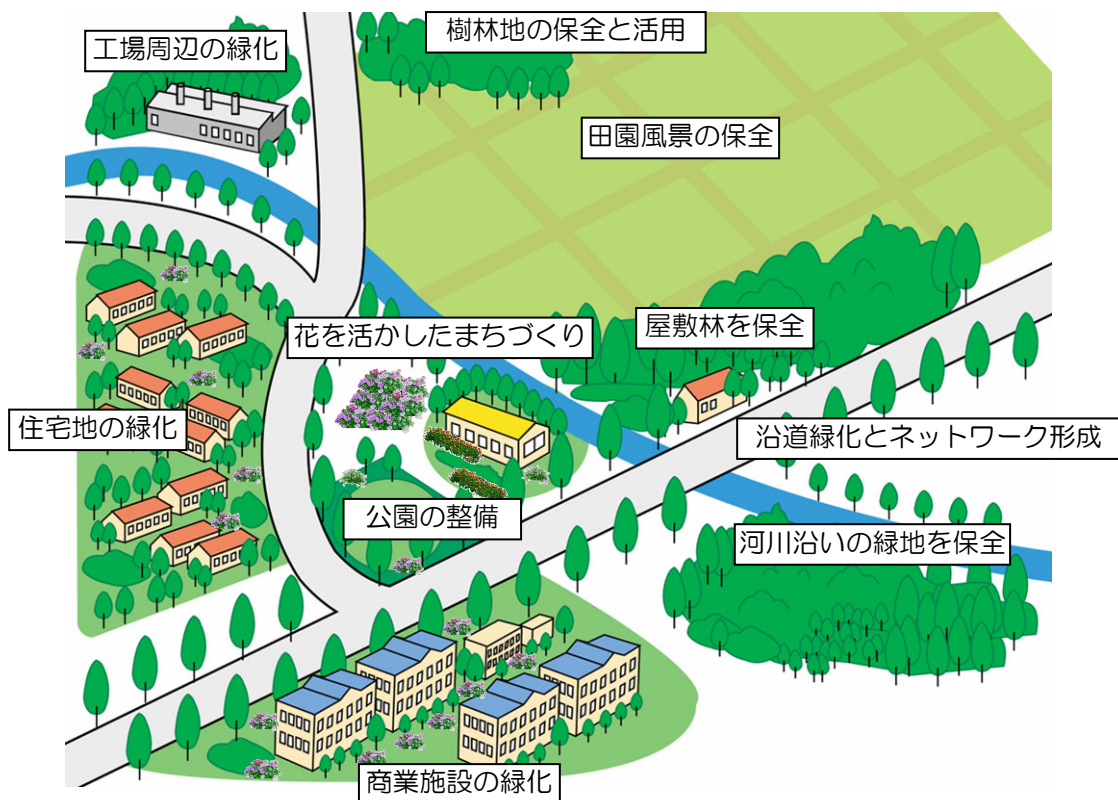 樹林地の保全と活用
工場周辺の緑化
田園風景の保全
花を活かしたまちづくり
屋敷林を保全
住宅地の緑化
沿道緑化とネットワーク形成
公園の整備
河川沿いの緑地を保全
商業施設の緑化